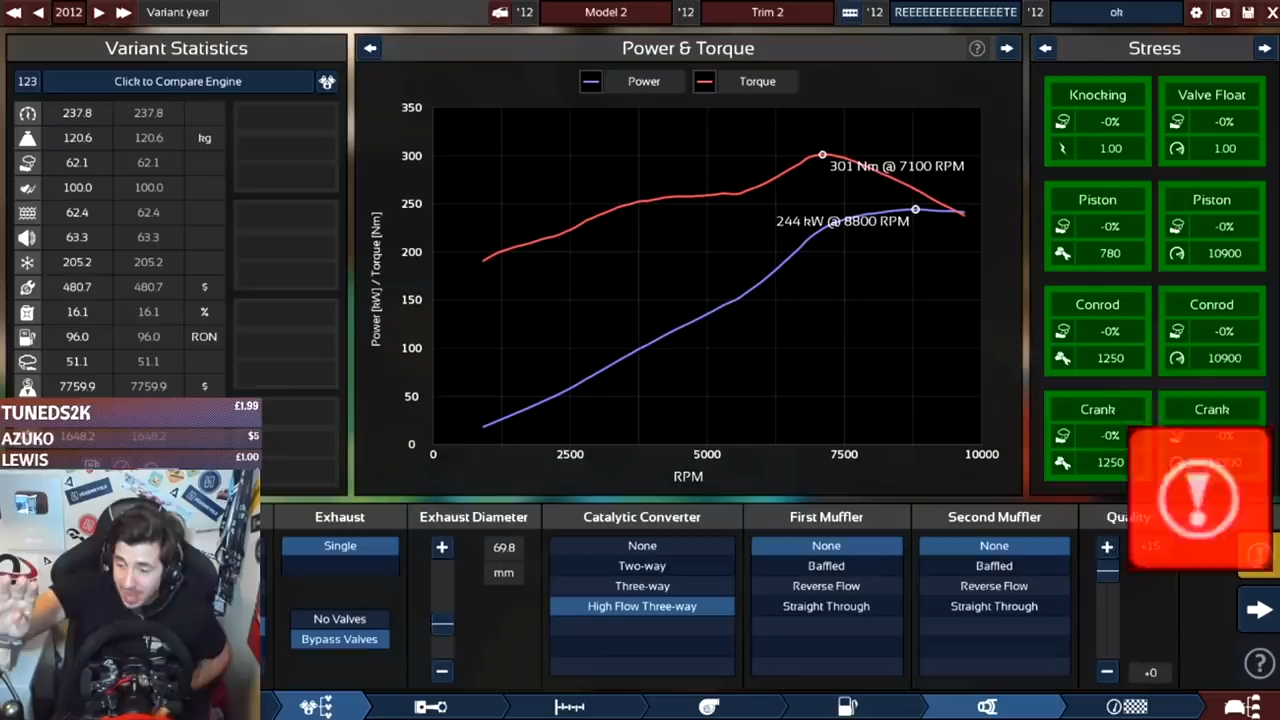 2012 Variant year '12 Model 2 '12 Trim 2 '12 REEEEEEEEEEEEEETE '12 ok
Variant Statistics
123 Click to Compare Engine
237.8 237.8
120.6 120.6 kg
62.1 62.1
100.0 100.0
62.4 62.4
63.3 63.3
205.2 205.2
480.7 480.7 $
16.1 16.1 %
96.0 96.0 RON
51.1 51.1
7759.9 7759.9 $
1648.2 1648.2
TUNEDS2K £1.99
AZUKO $5
LEWIS £1.00
Power & Torque ?
Power Torque
350
300
250
200
150
100
50
0
Power [kW] / Torque [Nm]
301 Nm @ 7100 RPM
244 kW @ 8800 RPM
0 2500 5000 7500 10000
RPM
Stress
Knocking Valve Float
-0% -0%
1.00 1.00
Piston Piston
-0% -0%
780 10900
Conrod Conrod
-0% -0%
1250 10900
Crank Crank
-0%
1250
Exhaust
Single
No Valves
Bypass Valves
Exhaust Diameter
+ 69.8
mm
-
Catalytic Converter
None
Two-way
Three-way
High Flow Three-way
First Muffler
None
Baffled
Reverse Flow
Straight Through
Second Muffler
None
Baffled
Reverse Flow
Straight Through
Quality
+ +15
- +0
?